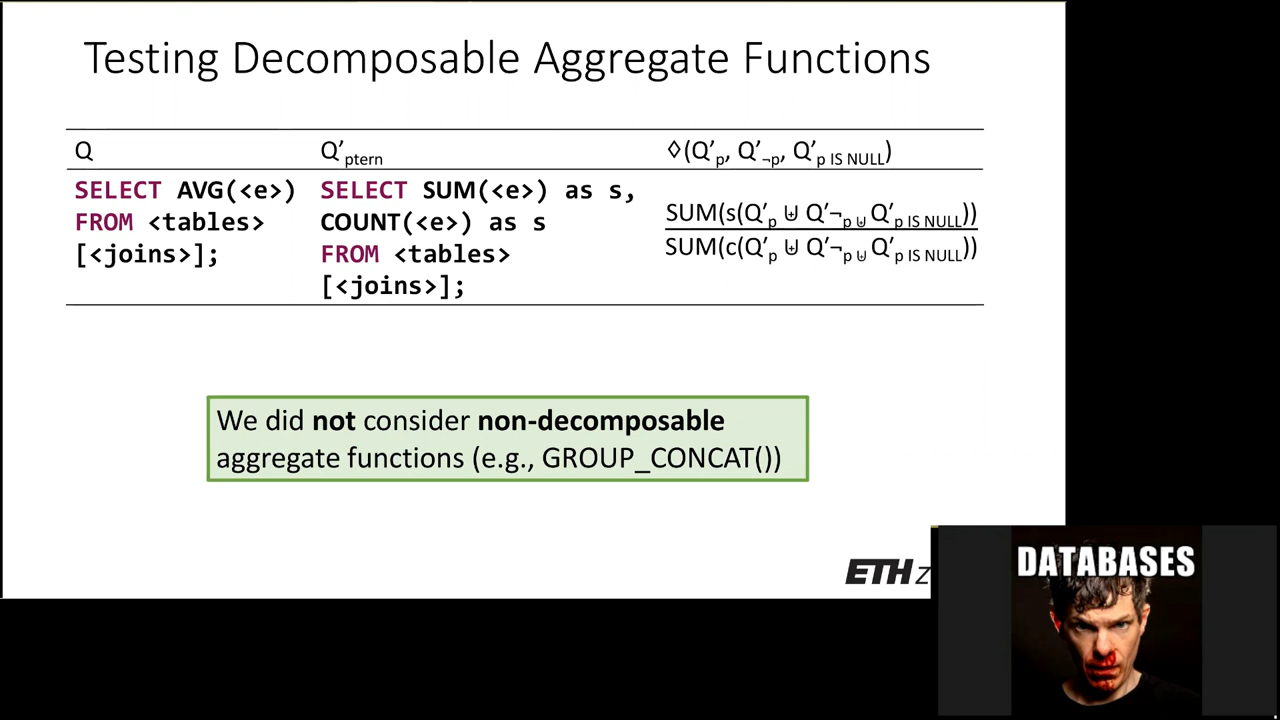 Testing Decomposable Aggregate Functions
Q Q′ptern ◊(Q′p, Q′¬p, Q′p IS NULL)
SELECT AVG(<e>)
FROM <tables>
[<joins>];
SELECT SUM(<e>) as s,
COUNT(<e>) as s
FROM <tables>
[<joins>];
SUM(s(Q′p ⊎ Q′¬p ⊎ Q′p IS NULL))
SUM(c(Q′p ⊎ Q′¬p ⊎ Q′p IS NULL))
We did not consider non-decomposable
aggregate functions (e.g., GROUP_CONCAT())
ETH z
DATABASES